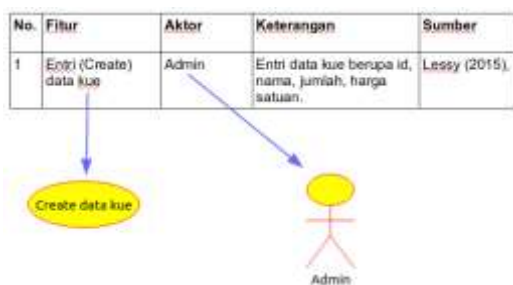 No. Fitur Aktor Keterangan Sumber
1 Entri (Create) Admin Entri data kue berupa id, Lessy (2015),
data kue nama, jumlah, harga
satuan.
Create data kue
Admin